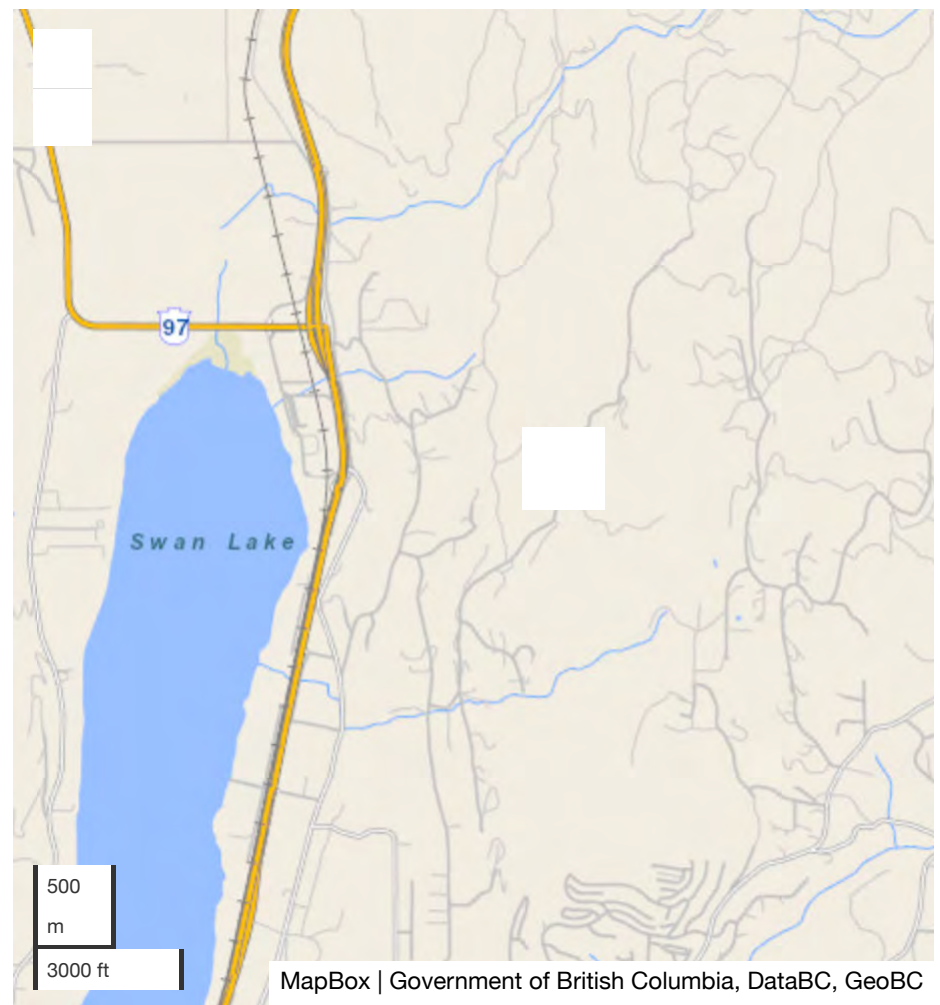 97
Swan Lake
500
m
3000 ft
MapBox | Government of British Columbia, DataBC, GeoBC